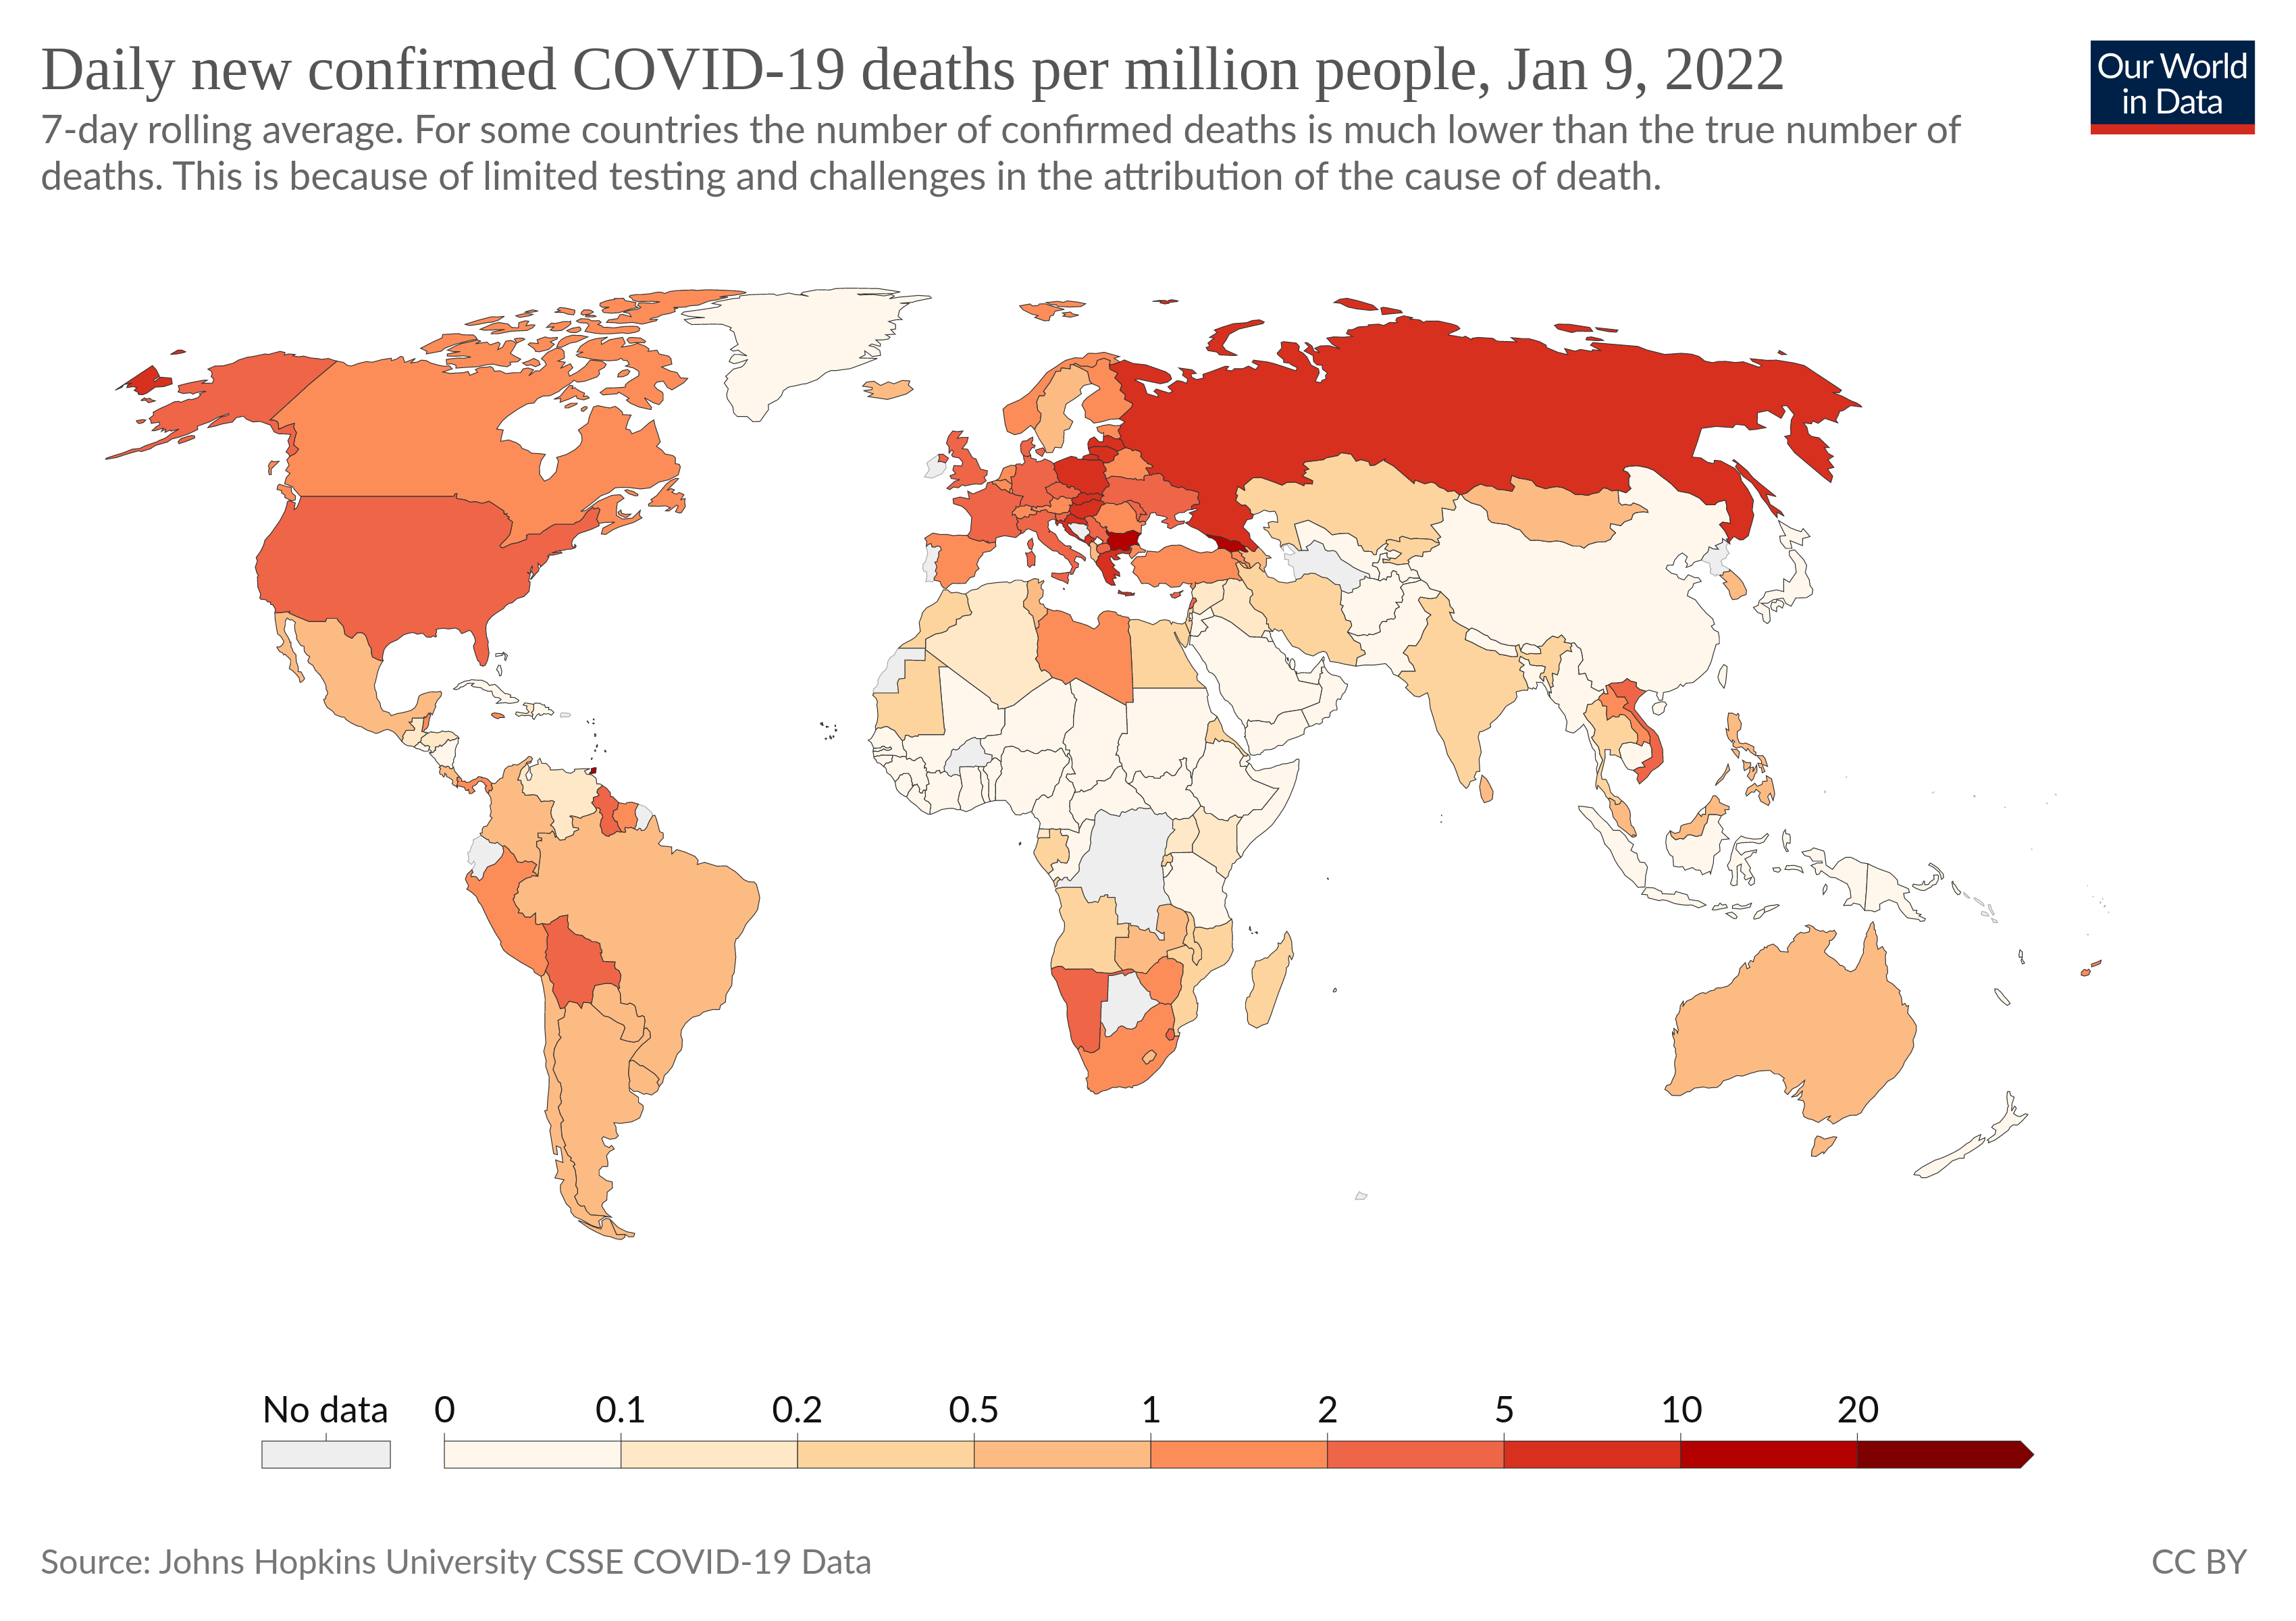 Daily new confirmed COVID-19 deaths per million people, Jan 9, 2022
Our World
in Data
7-day rolling average. For some countries the number of confirmed deaths is much lower than the true number of
deaths. This is because of limited testing and challenges in the attribution of the cause of death.
No data 0 0.1 0.2 0.5 1 2 5 10 20
Source: Johns Hopkins University CSSE COVID-19 Data
CC BY